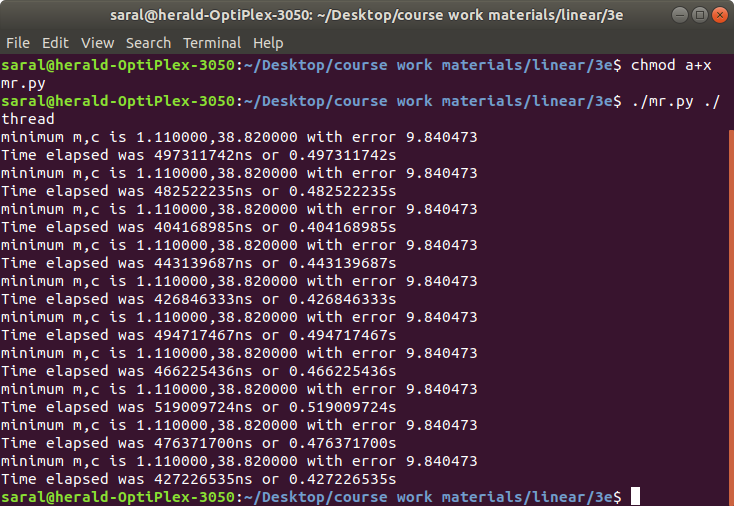 saral@herald-OptiPlex-3050: ~/Desktop/course work materials/linear/3e
File Edit View Search Terminal Help
saral@herald-OptiPlex-3050:~/Desktop/course work materials/linear/3e$ chmod a+x
mr.py
saral@herald-OptiPlex-3050:~/Desktop/course work materials/linear/3e$ ./mr.py ./
thread
minimum m,c is 1.110000,38.820000 with error 9.840473
Time elapsed was 497311742ns or 0.497311742s
minimum m,c is 1.110000,38.820000 with error 9.840473
Time elapsed was 482522235ns or 0.482522235s
minimum m,c is 1.110000,38.820000 with error 9.840473
Time elapsed was 404168985ns or 0.404168985s
minimum m,c is 1.110000,38.820000 with error 9.840473
Time elapsed was 443139687ns or 0.443139687s
minimum m,c is 1.110000,38.820000 with error 9.840473
Time elapsed was 426846333ns or 0.426846333s
minimum m,c is 1.110000,38.820000 with error 9.840473
Time elapsed was 494717467ns or 0.494717467s
minimum m,c is 1.110000,38.820000 with error 9.840473
Time elapsed was 466225436ns or 0.466225436s
minimum m,c is 1.110000,38.820000 with error 9.840473
Time elapsed was 519009724ns or 0.519009724s
minimum m,c is 1.110000,38.820000 with error 9.840473
Time elapsed was 476371700ns or 0.476371700s
minimum m,c is 1.110000,38.820000 with error 9.840473
Time elapsed was 427226535ns or 0.427226535s
saral@herald-OptiPlex-3050:~/Desktop/course work materials/linear/3e$